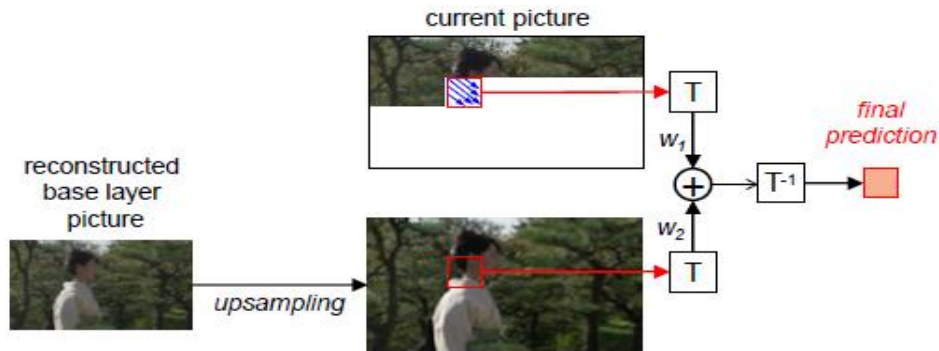 current picture
T
final
prediction
w₁
reconstructed
base layer
picture
+
T⁻¹
w₂
upsampling
T